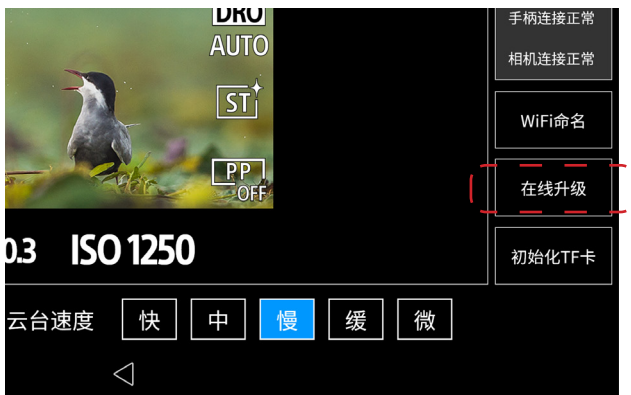 DRO
AUTO
ST
PP
OFF
0.3 ISO 1250
手柄连接正常
相机连接正常
WiFi命名
在线升级
初始化TF卡
云台速度 快 中 慢 缓 微